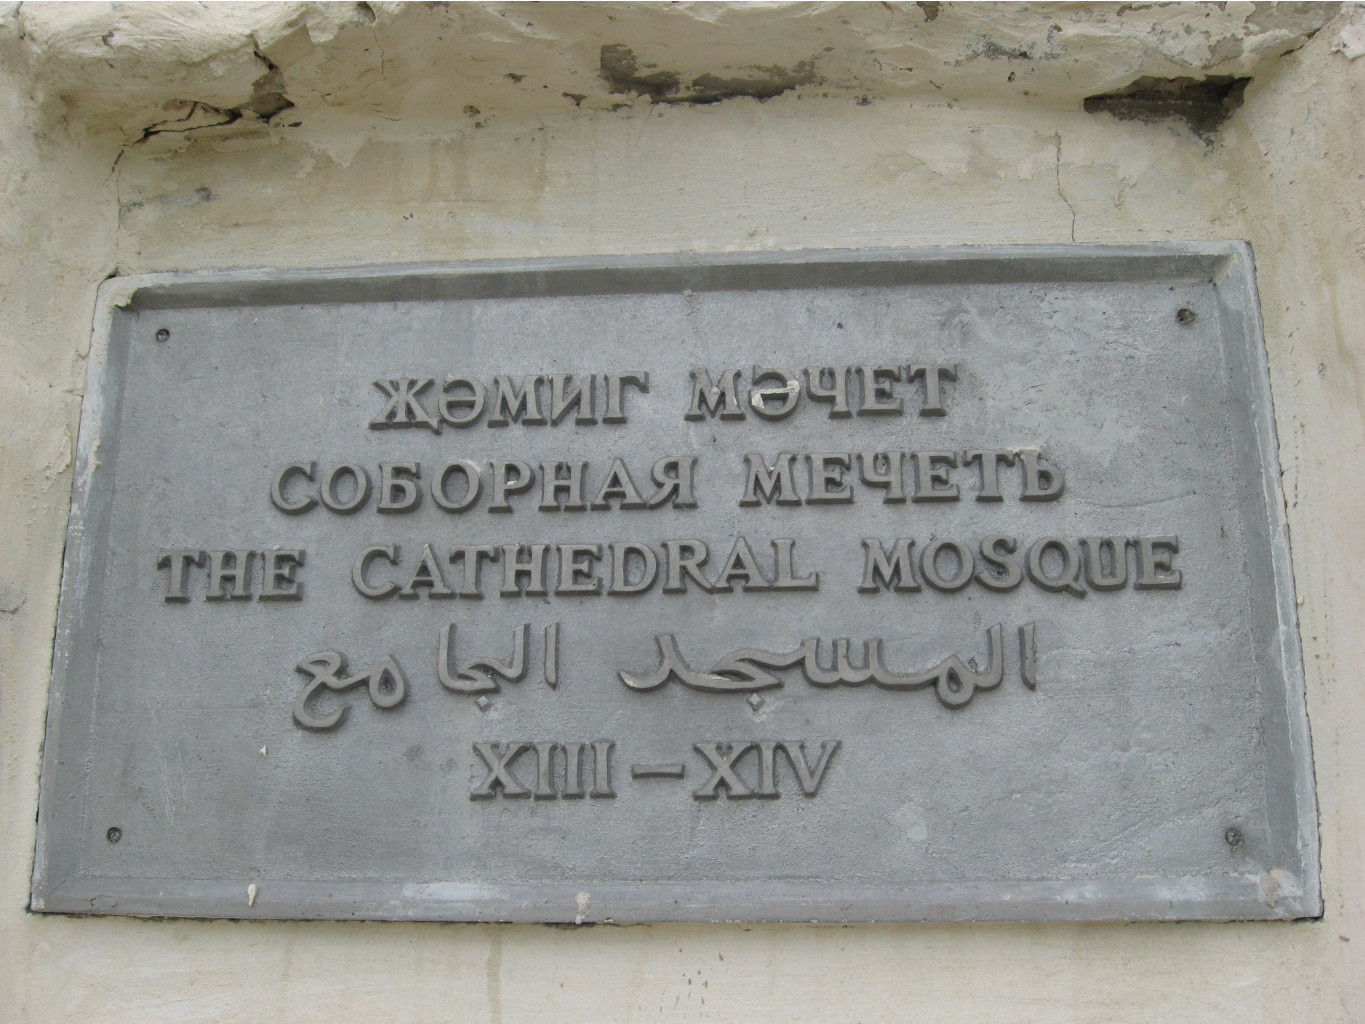 ҖӘМИГ МӘЧЕТ
СОБОРНАЯ МЕЧЕТЬ
THE CATHEDRAL MOSQUE
المسجد الجامع
XIII – XIV